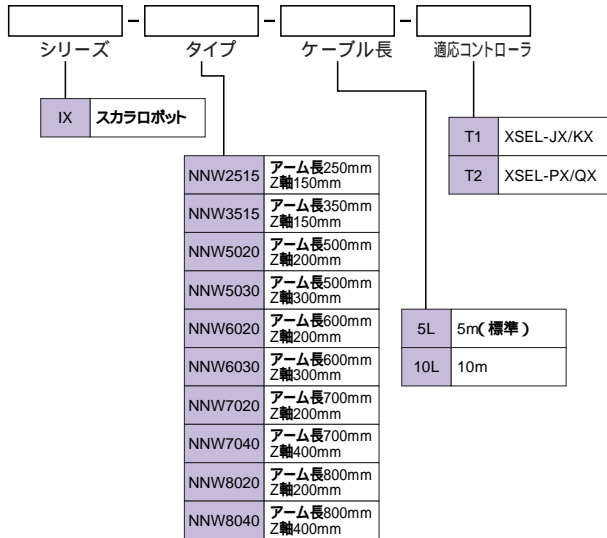 シリーズ
タイプ
ケーブル長
適応コントローラ
IX スカラロボット
NNW2515 アーム長250mm
Z軸150mm
NNW3515 アーム長350mm
Z軸150mm
NNW5020 アーム長500mm
Z軸200mm
NNW5030 アーム長500mm
Z軸300mm
NNW6020 アーム長600mm
Z軸200mm
NNW6030 アーム長600mm
Z軸300mm
NNW7020 アーム長700mm
Z軸200mm
NNW7040 アーム長700mm
Z軸400mm
NNW8020 アーム長800mm
Z軸200mm
NNW8040 アーム長800mm
Z軸400mm
5L 5m(標準)
10L 10m
T1 XSEL-JX/KX
T2 XSEL-PX/QX